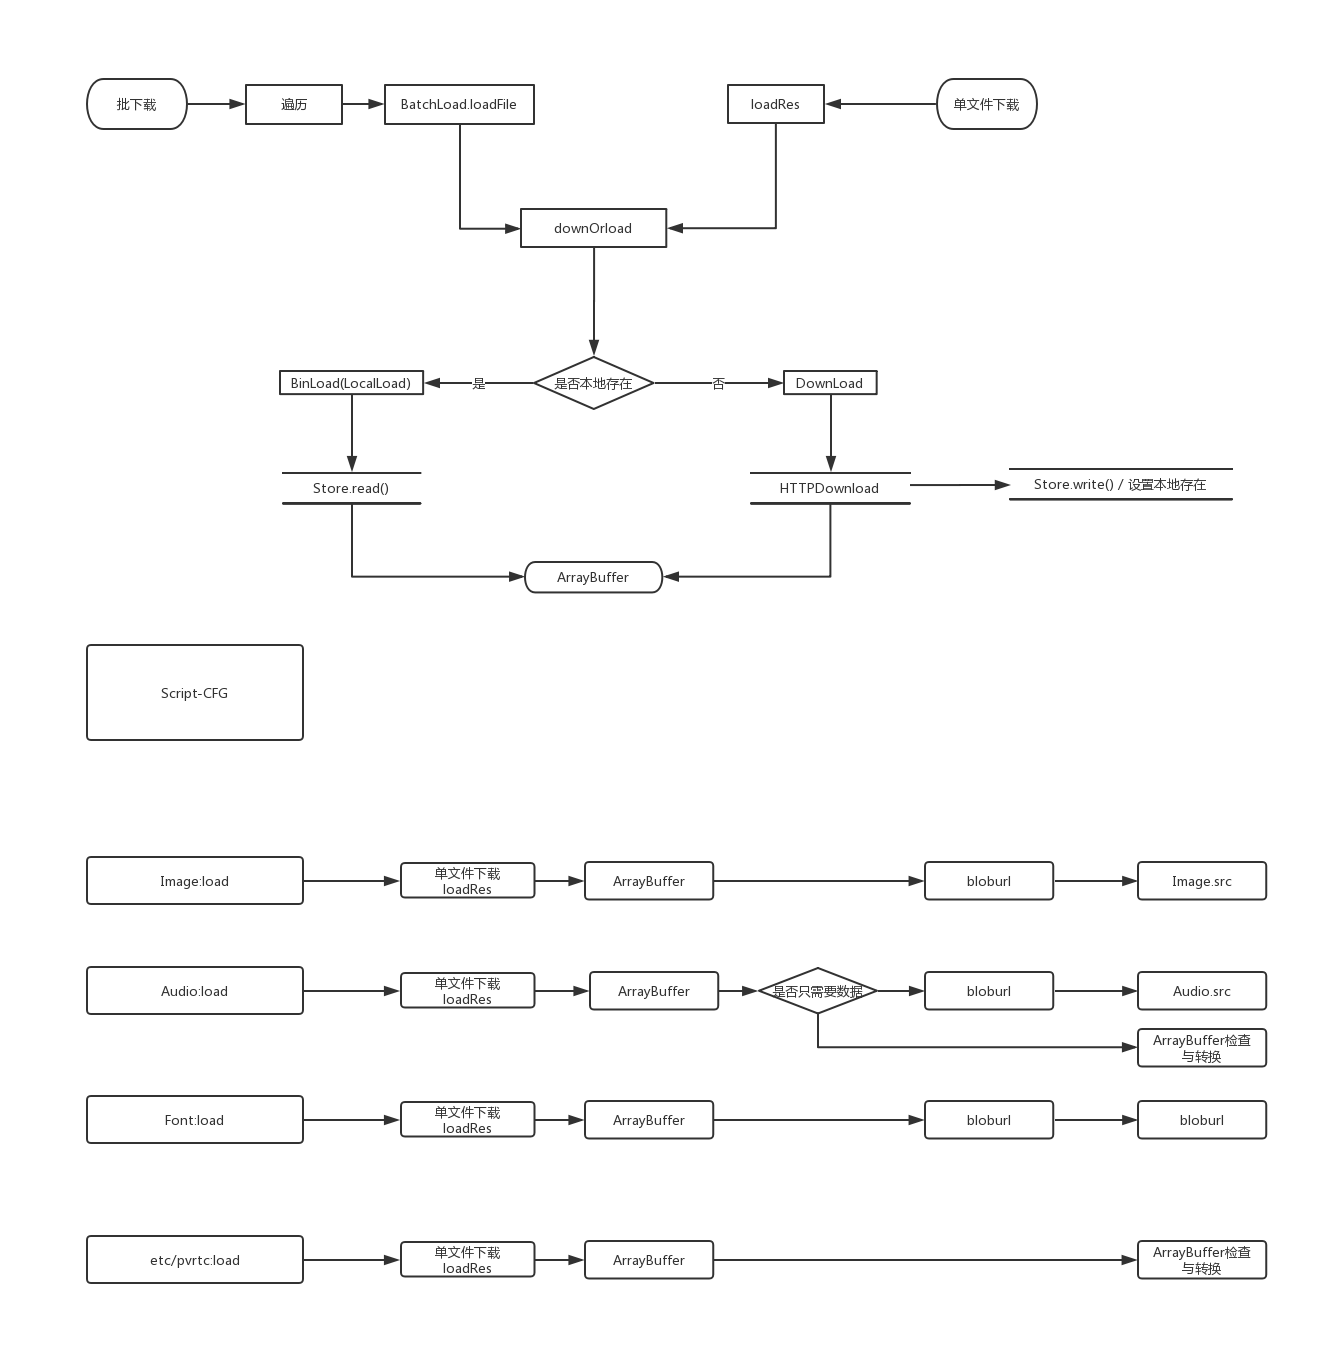 批下载
遍历
BatchLoad.loadFile
loadRes
单文件下载
downOrload
BinLoad(LocalLoad)
是
是否本地存在
否
DownLoad
Store.read()
HTTPDownload
Store.write() / 设置本地存在
ArrayBuffer
Script-CFG
Image:load
单文件下载
loadRes
ArrayBuffer
bloburl
Image.src
Audio:load
单文件下载
loadRes
ArrayBuffer
是否只需要数据
bloburl
Audio.src
ArrayBuffer检查
与转换
Font:load
单文件下载
loadRes
ArrayBuffer
bloburl
bloburl
etc/pvrtc:load
单文件下载
loadRes
ArrayBuffer
ArrayBuffer检查
与转换